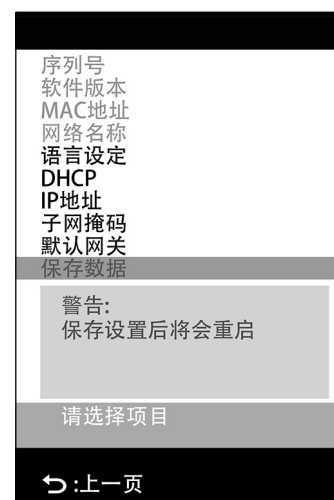 序列号
软件版本
MAC地址
网络名称
语言设定
DHCP
IP地址
子网掩码
默认网关
保存数据
警告:
保存设置后将会重启
请选择项目
⮌:上一页